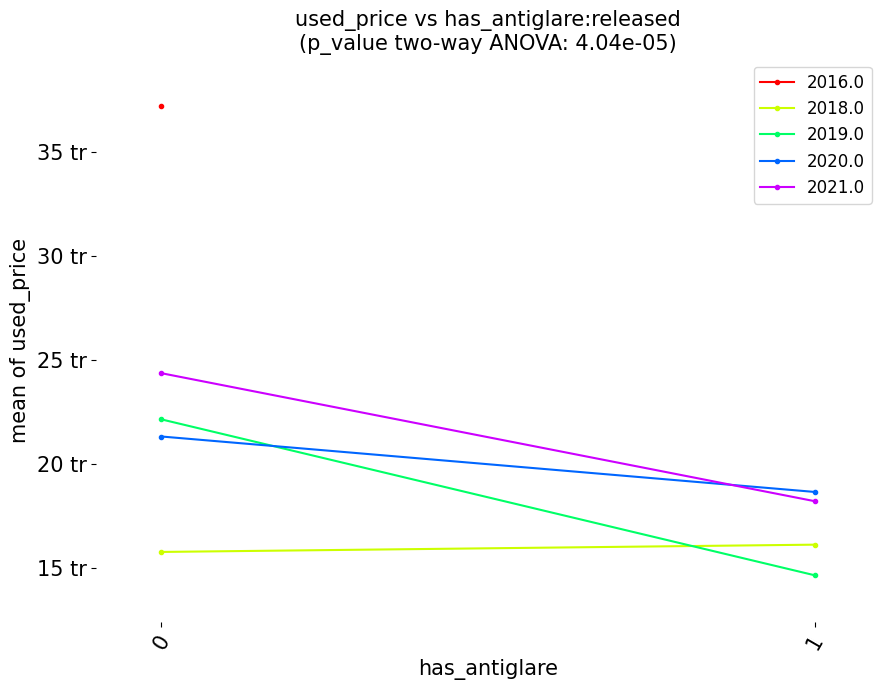 used_price vs has_antiglare:released
(p_value two-way ANOVA: 4.04e-05)
2016.0
2018.0
2019.0
2020.0
2021.0
35 tr
30 tr
25 tr
20 tr
15 tr
mean of used_price
0
1
has_antiglare